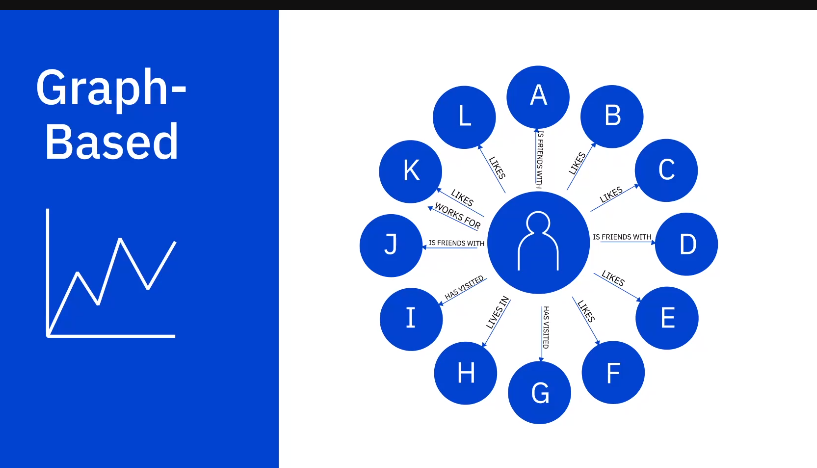 Graph-
Based
A
B
C
D
E
F
G
H
I
J
K
L
IS FRIENDS WITH
LIKES
LIKES
IS FRIENDS WITH
LIKES
LIKES
HAS VISITED
LIVES IN
HAS VISITED
IS FRIENDS WITH
WORKS FOR
LIKES
LIKES